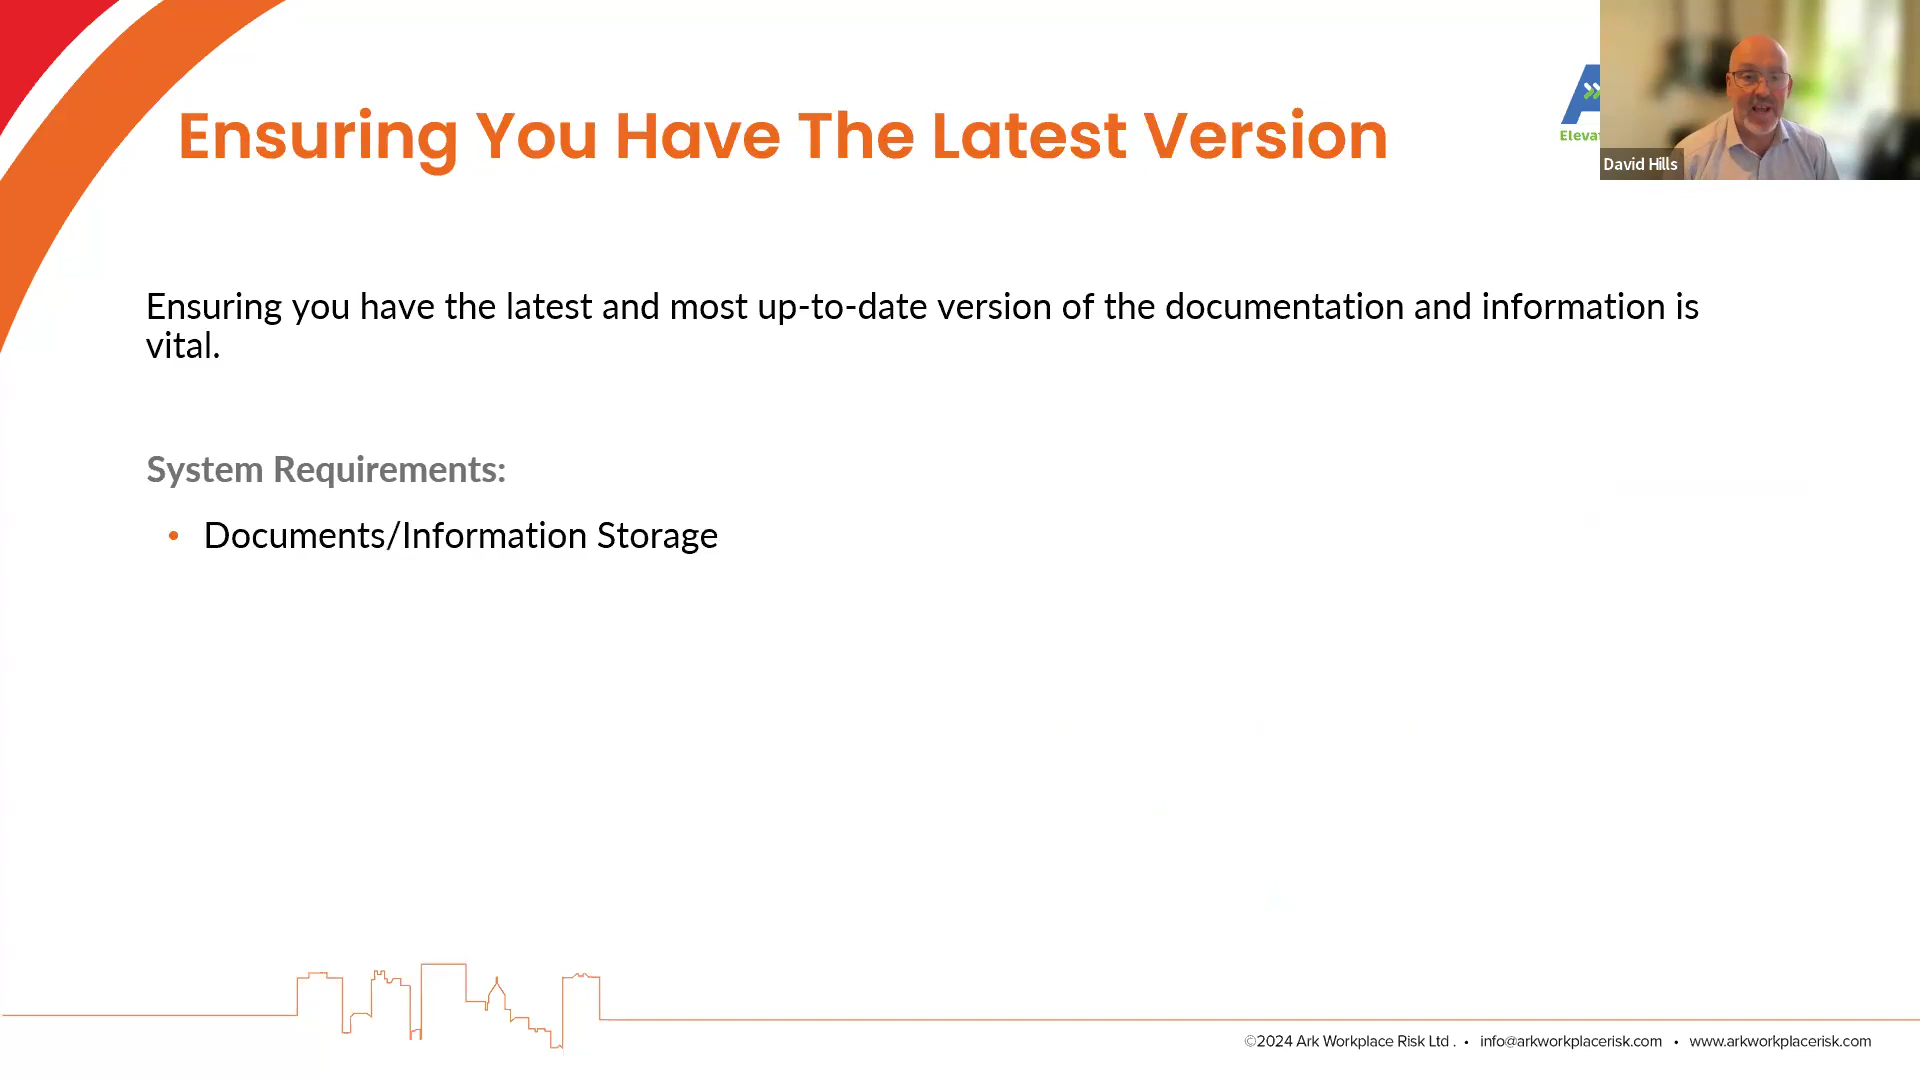 Ensuring You Have The Latest Version
David Hills
Ensuring you have the latest and most up-to-date version of the documentation and information is
vital.
System Requirements:
• Documents/Information Storage
©2024 Ark Workplace Risk Ltd . • info@arkworkplacerisk.com • www.arkworkplacerisk.com